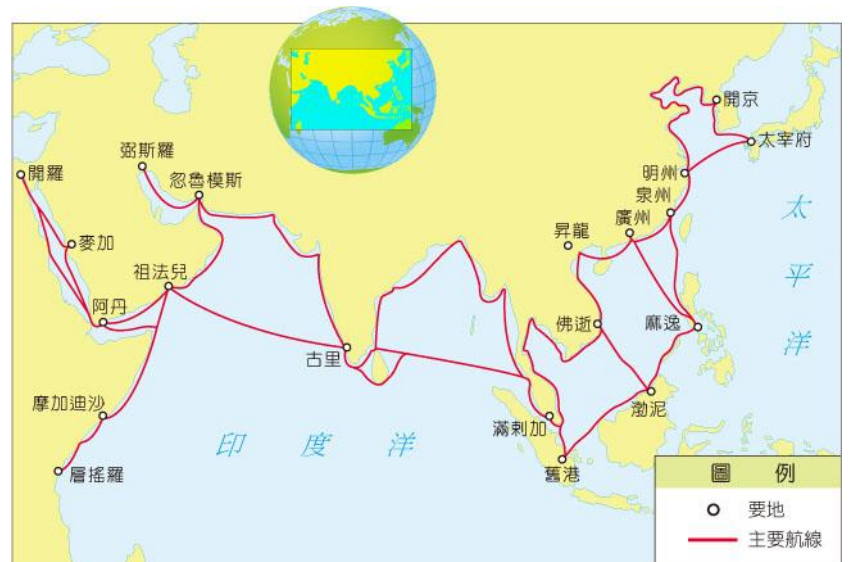 開京
太宰府
明州
泉州
廣州
昇龍
弼斯羅
忽魯模斯
開羅
麥加
祖法兒
阿丹
佛逝
麻逸
古里
摩加迪沙
滿剌加
渤泥
層搖羅
舊港
太平洋
印度洋
圖例
要地
主要航線